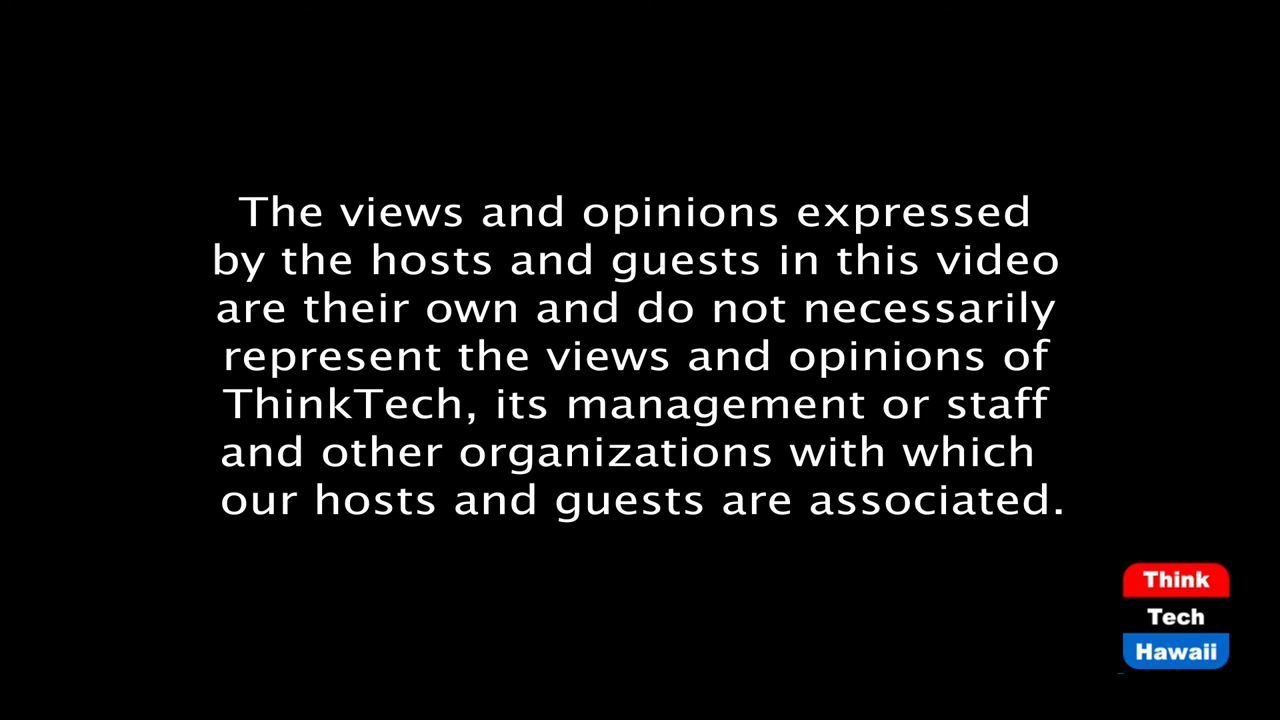 The views and opinions expressed
by the hosts and guests in this video
are their own and do not necessarily
represent the views and opinions of
ThinkTech, its management or staff
and other organizations with which
our hosts and guests are associated.
Think
Tech
Hawaii